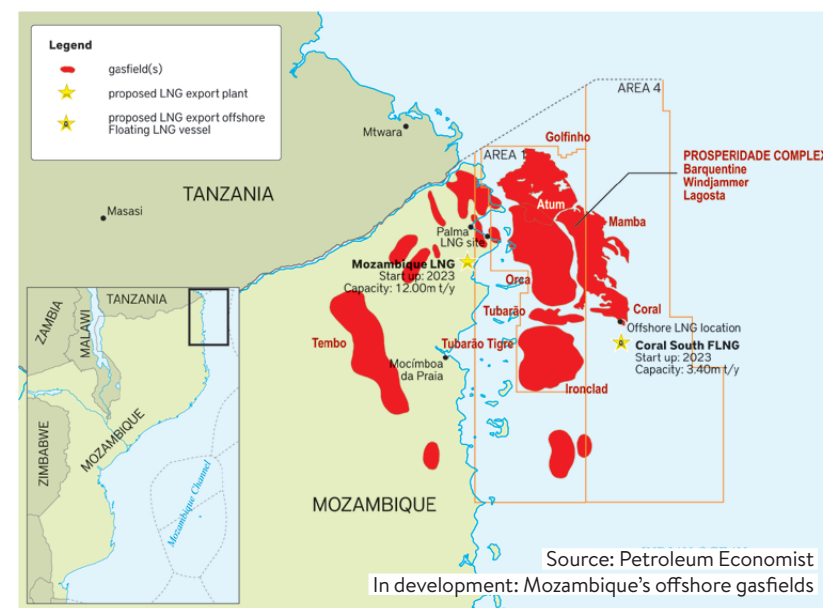 Legend
gasfield(s)
proposed LNG export plant
proposed LNG export offshore
Floating LNG vessel
AREA 4
Mtwara
Golfinho
AREA 1
PROSPERIDADE COMPLEX
Barquentine
Windjammer
Lagosta
TANZANIA
Masasi
Atum
Mamba
Palma
LNG site
Mozambique LNG
Start up: 2023
Capacity: 12.00m t/y
Orca
Tubarão
Coral
Offshore LNG location
Coral South FLNG
Start up: 2023
Capacity: 3.40m t/y
Tembo
Tubarão Tigre
Mocímboa
da Praia
Ironclad
TANZANIA
ZAMBIA
MALAWI
MOZAMBIQUE
ZIMBABWE
Mozambique Channel
MOZAMBIQUE
Source: Petroleum Economist
In development: Mozambique's offshore gasfields